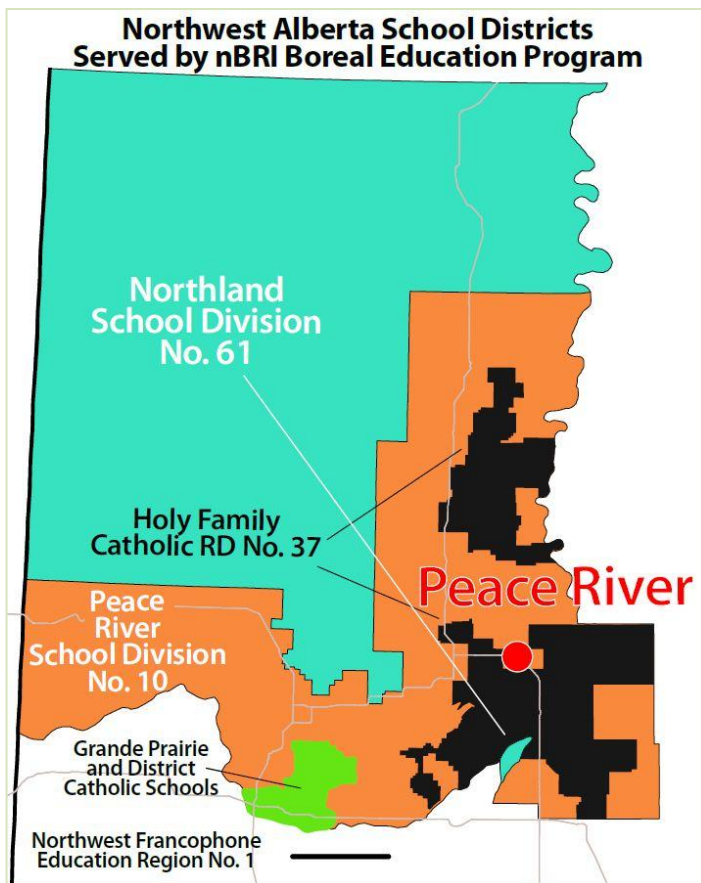 Northwest Alberta School Districts
Served by nBRI Boreal Education Program
Northland
School Division
No. 61
Holy Family
Catholic RD No. 37
Peace River
Peace
River
School Division
No. 10
Grande Prairie
and District
Catholic Schools
Northwest Francophone
Education Region No. 1